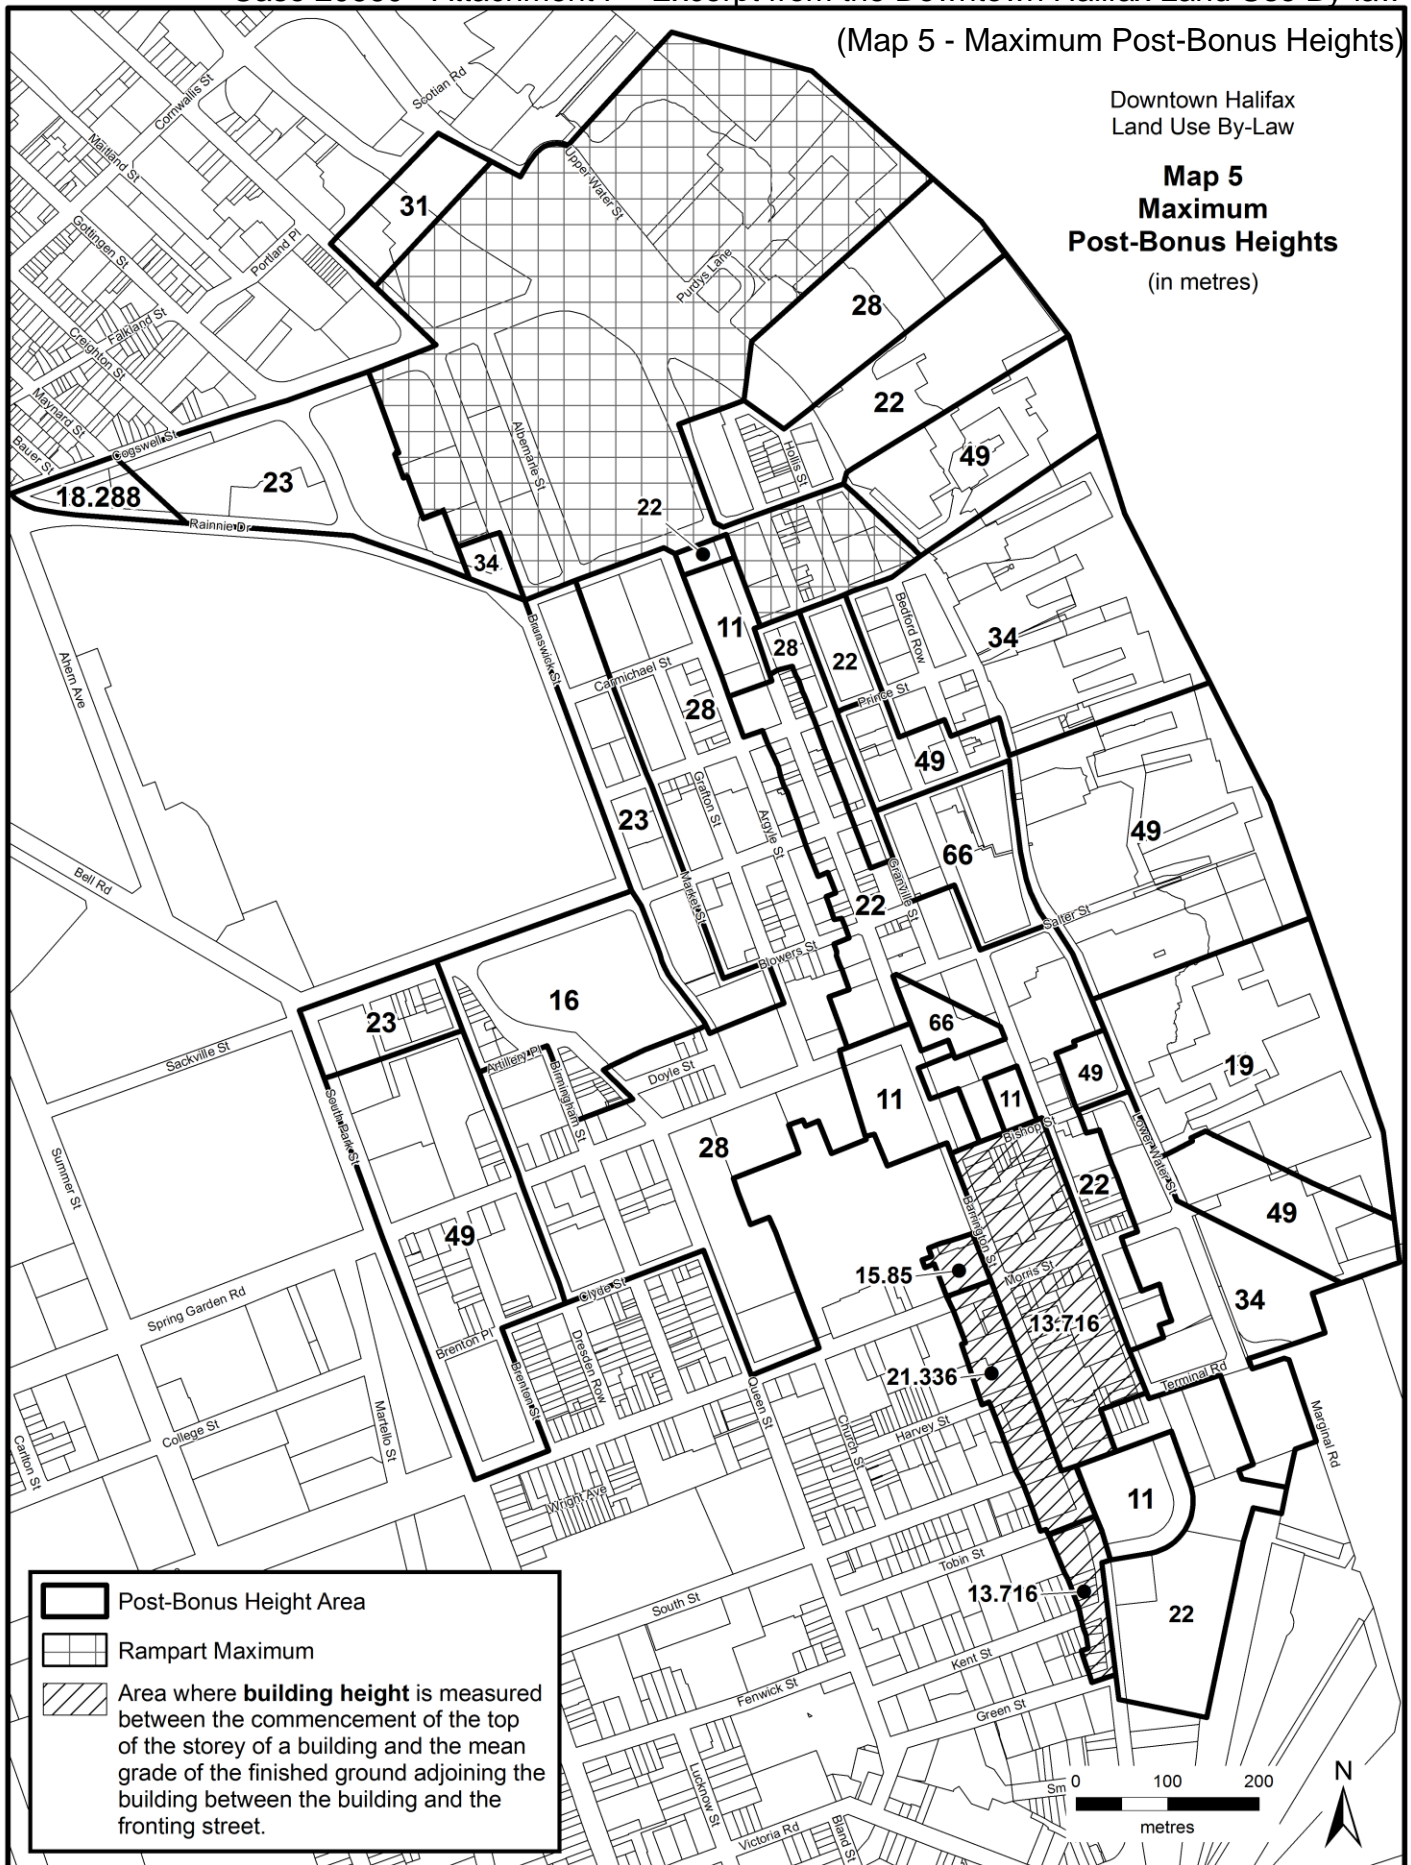 (Map 5 - Maximum Post-Bonus Heights)
Downtown Halifax
Land Use By-Law
Map 5
Maximum
Post-Bonus Heights
(in metres)
Scotian Rd
Cornwallis St
Maitland St
Upper Water St
31
Gottingen St
Portland Pl
Purdys Lane
28
Falkland St
Creighton St
22
Maynard St
Albemarle St
Bauer St
Cogswell St
Hollis St
49
23
18.288
22
Rainnie Dr
34
Bedford Row
11
34
Brunswick St
28
22
Ahern Ave
Carmichael St
Prince St
28
49
Grafton St
Argyle St
23
49
66
Bell Rd
Granville St
Market St
22
Salter St
Blowers St
16
23
66
Sackville St
Artillery Pl
Birmingham St
Doyle St
49
19
11
11
South Park St
Bishop St
28
Lower Water St
Summer St
22
49
49
Barrington St
15.85
Morris St
Clyde St
34
Spring Garden Rd
13.716
Brenton Pl
Dresden Row
21.336
Terminal Rd
Brenton St
Queen St
Martello St
Church St
Harvey St
Marginal Rd
College St
Carlton St
Wright Ave
11
Tobin St
13.716
South St
22
Kent St
Fenwick St
Green St
Lucknow St
Victoria Rd
Bland St
Sm
Post-Bonus Height Area
Rampart Maximum
Area where building height is measured
between the commencement of the top
of the storey of a building and the mean
grade of the finished ground adjoining the
building between the building and the
fronting street.
0 100 200
metres
N